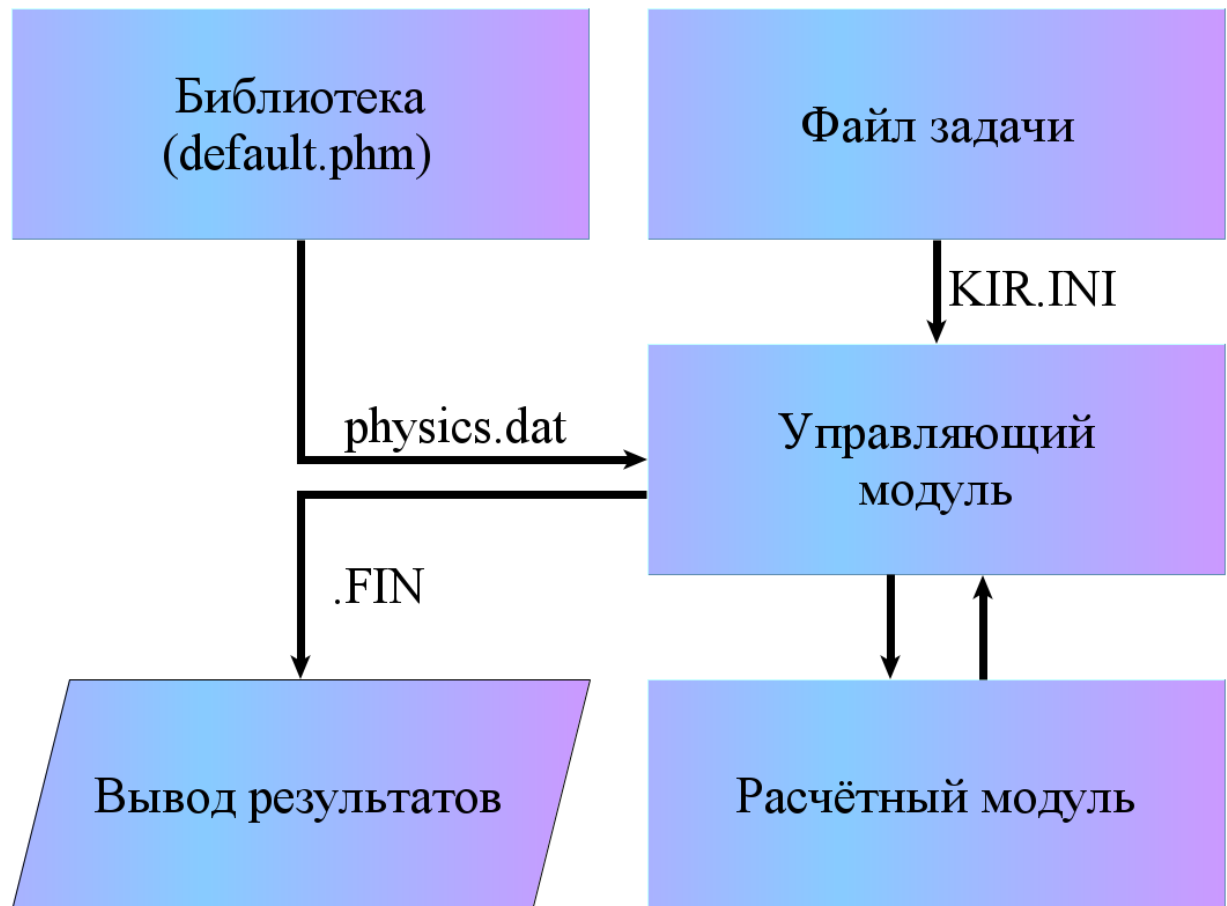 Библиотека
(default.phm)
Файл задачи
KIR.INI
physics.dat
Управляющий
модуль
.FIN
Вывод результатов
Расчётный модуль